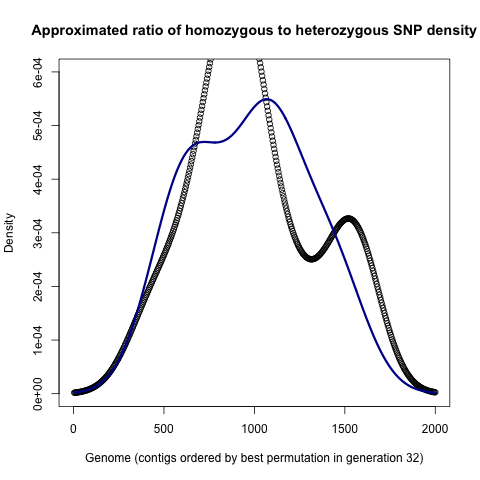 Approximated ratio of homozygous to heterozygous SNP density
Density
6e-04
5e-04
4e-04
3e-04
2e-04
1e-04
0e+00
0 500 1000 1500 2000
Genome (contigs ordered by best permutation in generation 32)